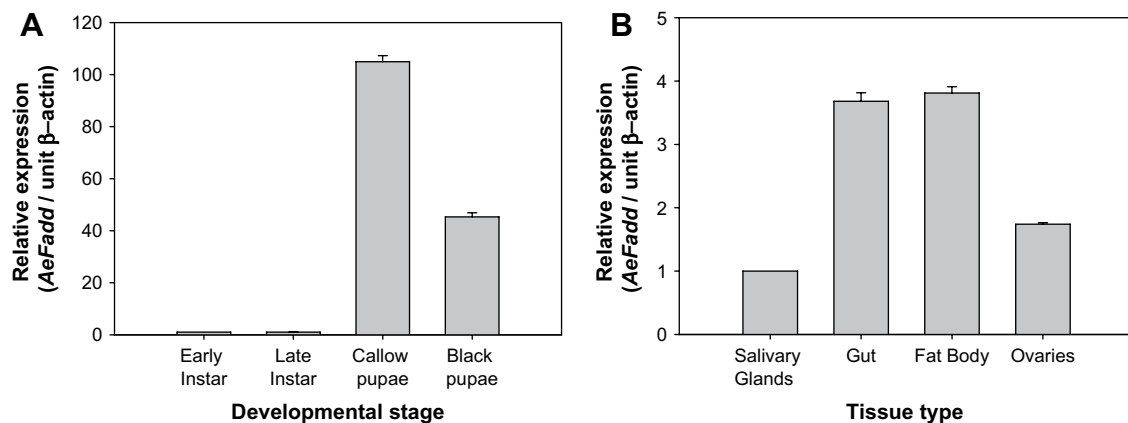 A
Relative expression
(AeFadd / unit β–actin)
120
100
80
60
40
20
0
Early
Instar
Late
Instar
Callow
pupae
Black
pupae
Developmental stage
B
Relative expression
(AeFadd / unit β–actin)
5
4
3
2
1
0
Salivary
Glands
Gut
Fat Body
Ovaries
Tissue type